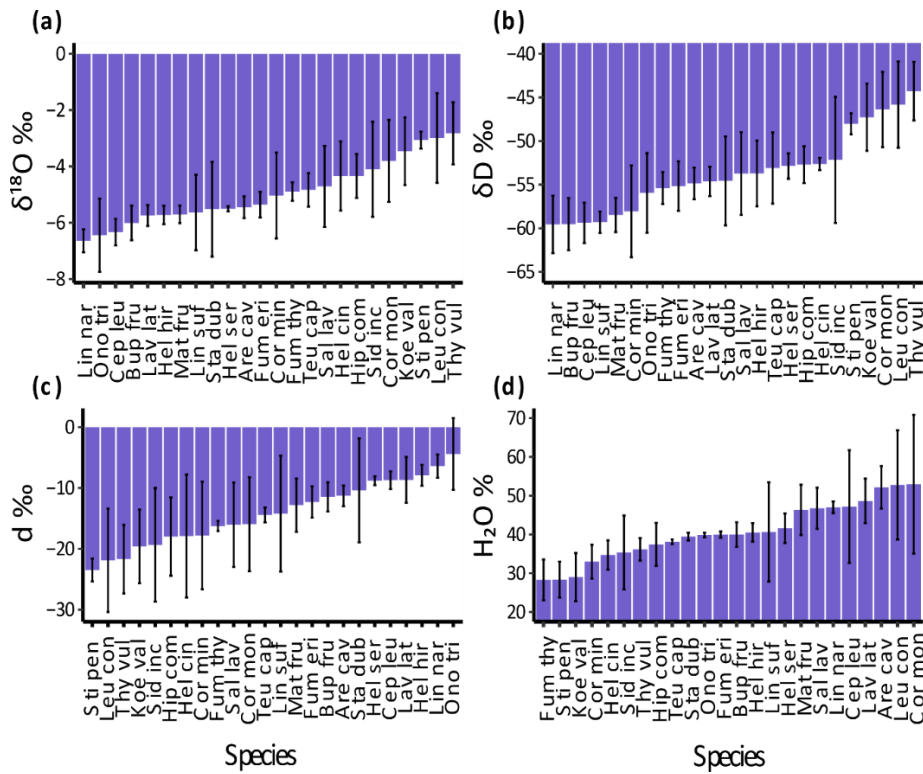 (a)
δ¹⁸O ‰
0
−2
−4
−6
−8
Lin nar
Ono tri
Cep leu
Bup fru
Lav lat
Hel hir
Mat fru
Lin suf
Sta dub
Hel ser
Are cav
Fum eri
Cor min
Fum thy
Teu cap
Sal lav
Hel cin
Hip com
Sid inc
Cor mon
Koe val
Sti pen
Leu con
Thy vul
(b)
δD ‰
−40
−45
−50
−55
−60
−65
Lin nar
Bup fru
Cep leu
Lin suf
Mat fru
Cor min
Ono tri
Fum thy
Fum eri
Are cav
Lav lat
Sta dub
Sal lav
Hel hir
Teu cap
Hel ser
Hip com
Hel cin
Sid inc
Sti pen
Koe val
Cor mon
Leu con
Thy vul
(c)
d ‰
0
−10
−20
−30
Sti pen
Leu con
Thy vul
Koe val
Sid inc
Hip com
Hel cin
Cor min
Fum thy
Sal lav
Cor mon
Teu cap
Lin suf
Mat fru
Fum eri
Bup fru
Are cav
Sta dub
Hel ser
Cep leu
Lav lat
Hel hir
Lin nar
Ono tri
Species
(d)
H₂O %
70
60
50
40
30
20
Fum thy
Sti pen
Koe val
Cor min
Hel cin
Sid inc
Thy vul
Hip com
Teu cap
Sta dub
Ono tri
Fum eri
Bup fru
Hel hir
Lin suf
Hel ser
Mat fru
Sal lav
Lin nar
Cep leu
Lav lat
Are cav
Leu con
Cor mon
Species